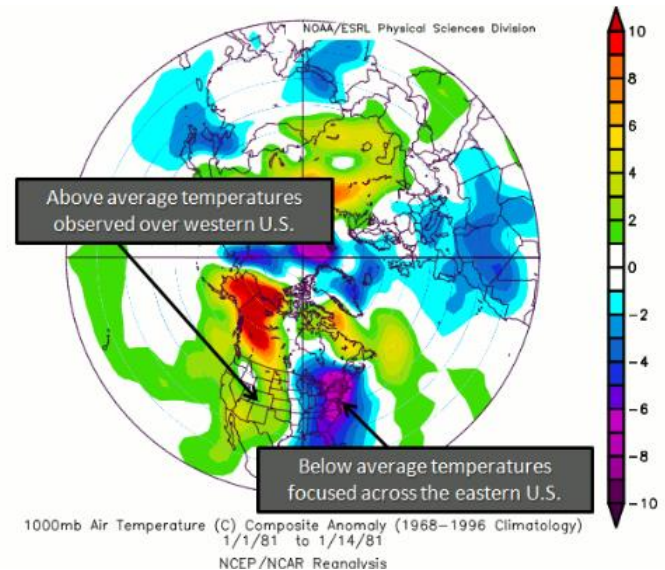 NOAA/ESRL Physical Sciences Division
10
8
6
4
2
0
-2
-4
-6
-8
-10
Above average temperatures
observed over western U.S.
Below average temperatures
focused across the eastern U.S.
1000mb Air Temperature (C) Composite Anomaly (1968-1996 Climatology)
1/1/81 to 1/14/81
NCEP/NCAR Reanalysis